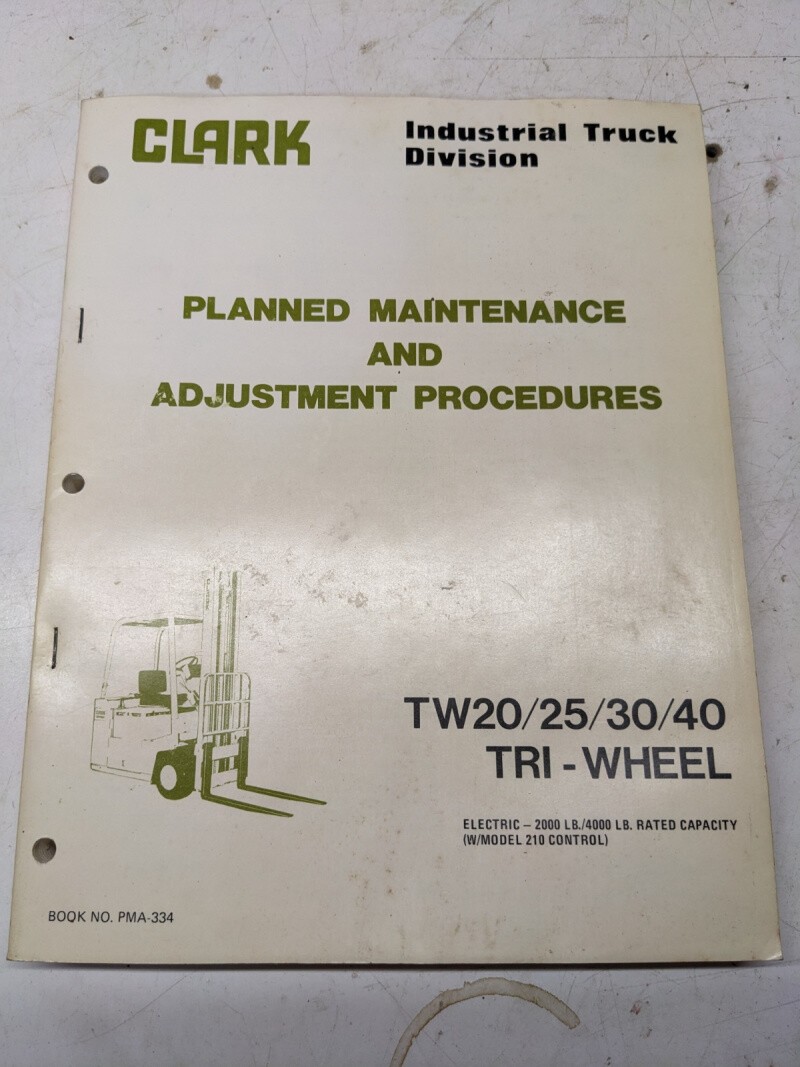 CLARK
Industrial Truck
Division
PLANNED MAINTENANCE
AND
ADJUSTMENT PROCEDURES
TW20/25/30/40
TRI-WHEEL
ELECTRIC – 2000 LB./4000 LB. RATED CAPACITY
(W/MODEL 210 CONTROL)
BOOK NO. PMA-334